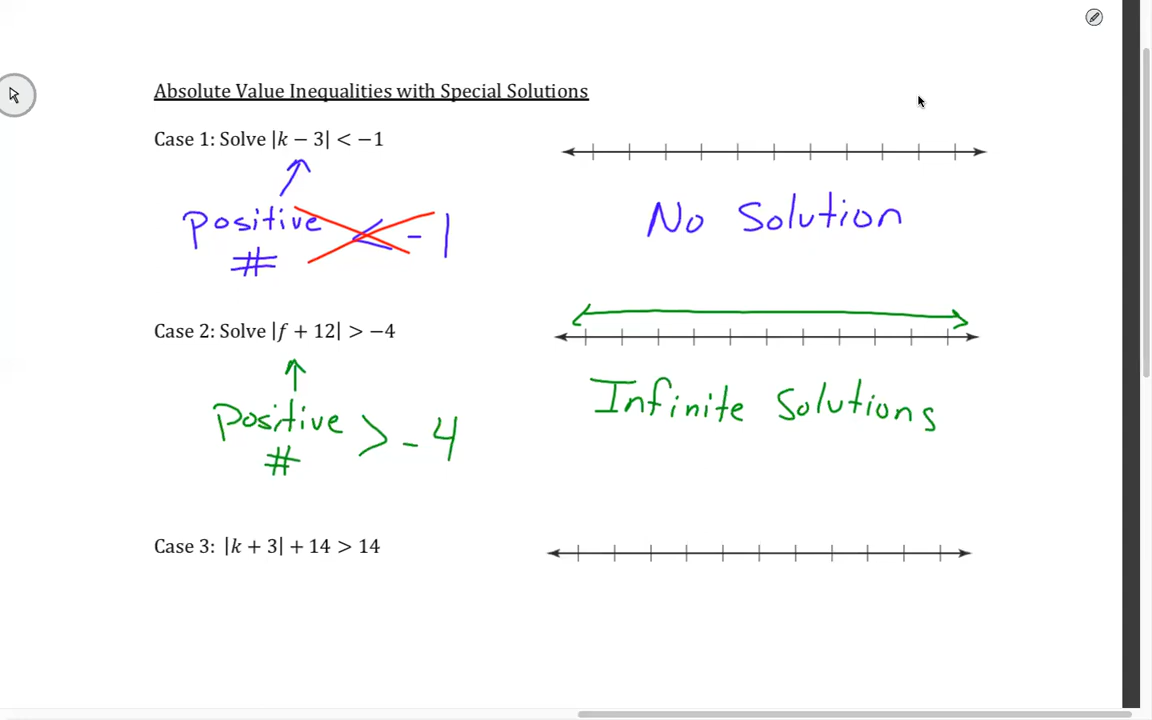 Absolute Value Inequalities with Special Solutions
Case 1: Solve |k − 3| < −1
positive < -1
#
No Solution
Case 2: Solve |f + 12| > −4
Positive > -4
#
Infinite Solutions
Case 3: |k + 3| + 14 > 14